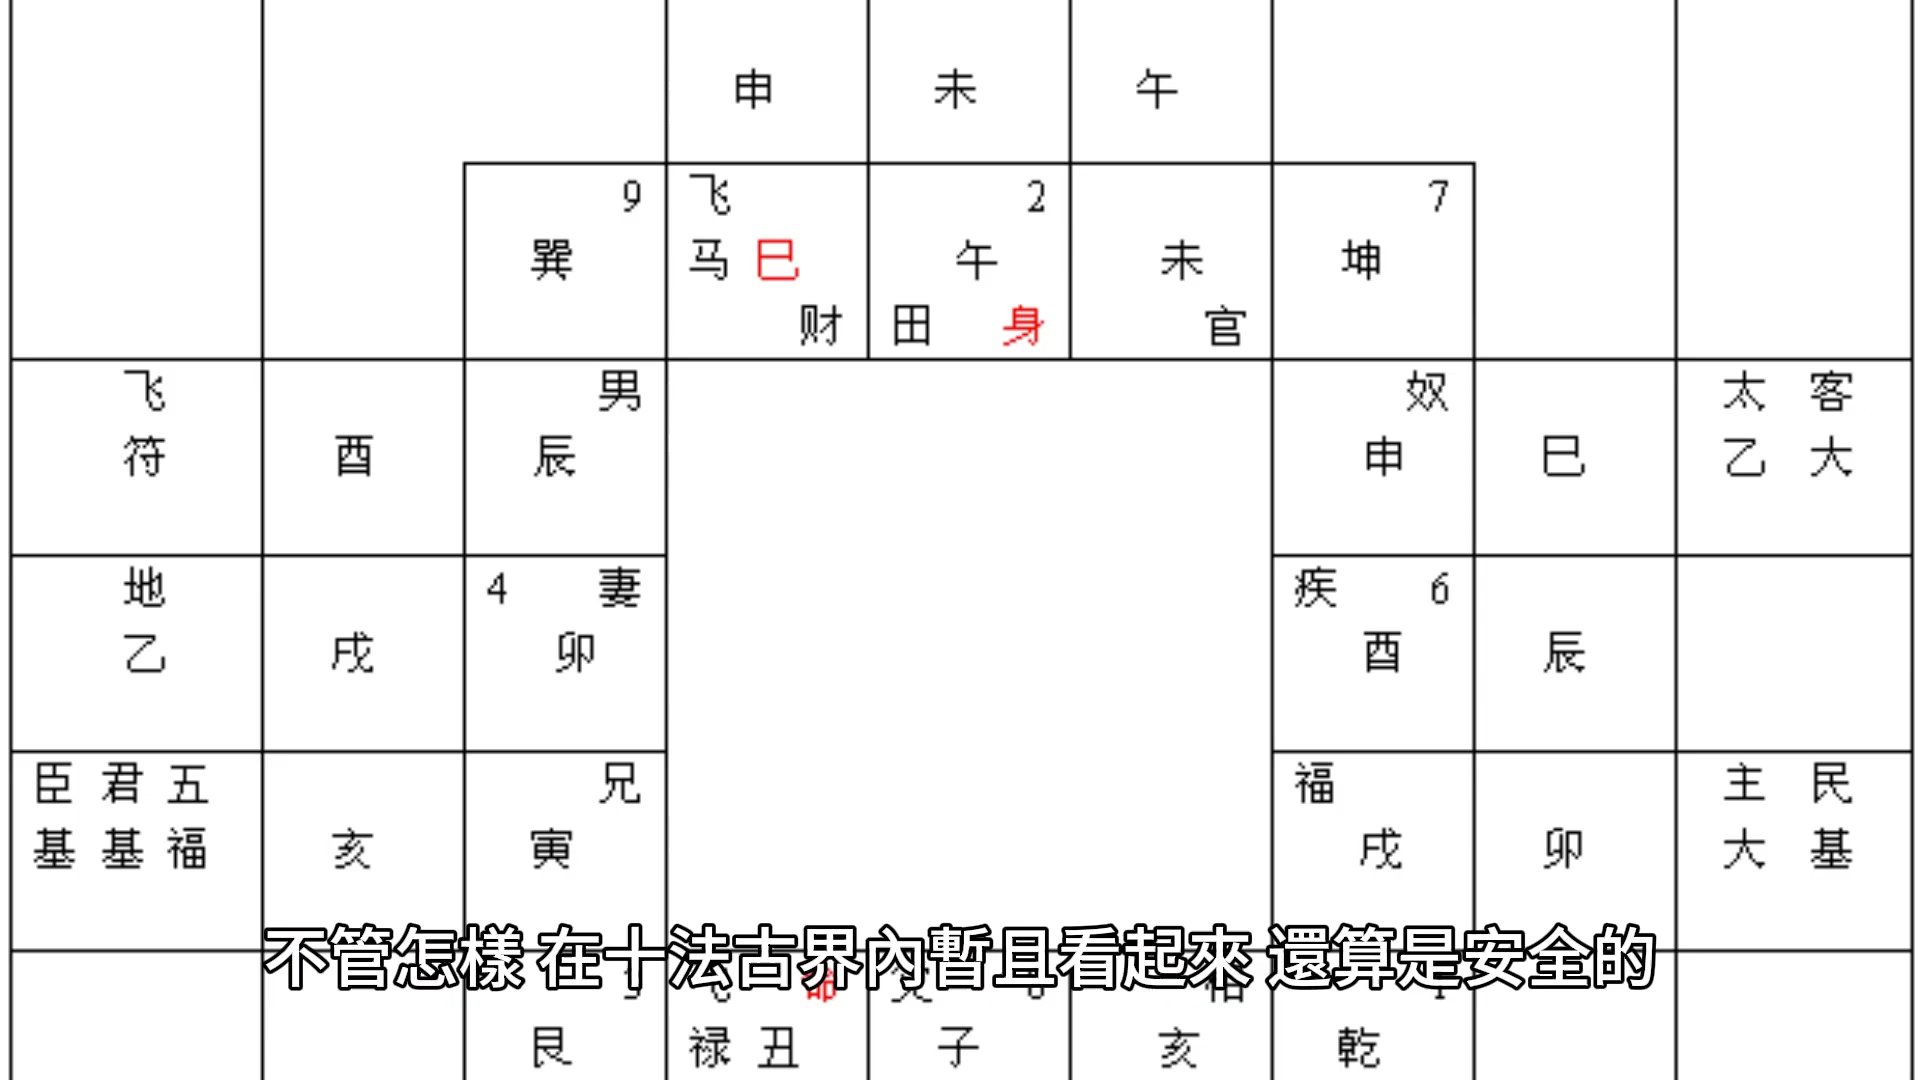 申 未 午
9 飞 2 7
巽 马 巳 午 未 坤
财 田 身 官
飞 男 奴 太 客
符 酉 辰 申 巳 乙 大
地 4 妻 疾 6
乙 戌 卯 酉 辰
臣 君 五 兄 福 主 民
基 基 福 亥 寅 戌 卯 大 基
不管怎樣 在十法古界內暫且看起來 還算是安全的
命
艮 禄 丑 子 亥 乾